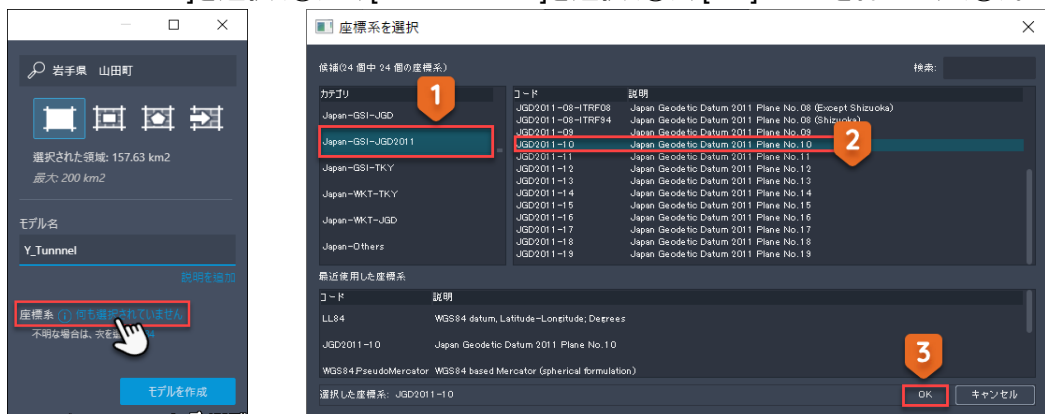 岩手県 山田町
選択された領域: 157.63 km2
最大: 200 km2
モデル名
Y_Tunnnel
説明を追加
座標系 何も選択されていません
不明な場合は、次を
モデルを作成
座標系を選択
候補(24 個中 24 個の座標系)
検索:
カテゴリ
Japan-GSI-JGD
Japan-GSI-JGD2011
Japan-GSI-TKY
Japan-WKT-TKY
Japan-WKT-JGD
Japan-Others
1
コード 説明
JGD2011-08-ITRF08 Japan Geodetic Datum 2011 Plane No.08 (Except Shizuoka)
JGD2011-08-ITRF94 Japan Geodetic Datum 2011 Plane No.08 (Shizuoka)
JGD2011-09 Japan Geodetic Datum 2011 Plane No.09
JGD2011-10 Japan Geodetic Datum 2011 Plane No.10
2
JGD2011-11 Japan Geodetic Datum 2011 Plane No.11
JGD2011-12 Japan Geodetic Datum 2011 Plane No.12
JGD2011-13 Japan Geodetic Datum 2011 Plane No.13
JGD2011-14 Japan Geodetic Datum 2011 Plane No.14
JGD2011-15 Japan Geodetic Datum 2011 Plane No.15
JGD2011-16 Japan Geodetic Datum 2011 Plane No.16
JGD2011-17 Japan Geodetic Datum 2011 Plane No.17
JGD2011-18 Japan Geodetic Datum 2011 Plane No.18
JGD2011-19 Japan Geodetic Datum 2011 Plane No.19
最近使用した座標系
コード 説明
LL84 WGS84 datum, Latitude-Longitude; Degrees
JGD2011-10 Japan Geodetic Datum 2011 Plane No.10
WGS84.PseudoMercator WGS84 based Mercator (spherical formulation)
3
選択した座標系: JGD2011-10
OK
キャンセル